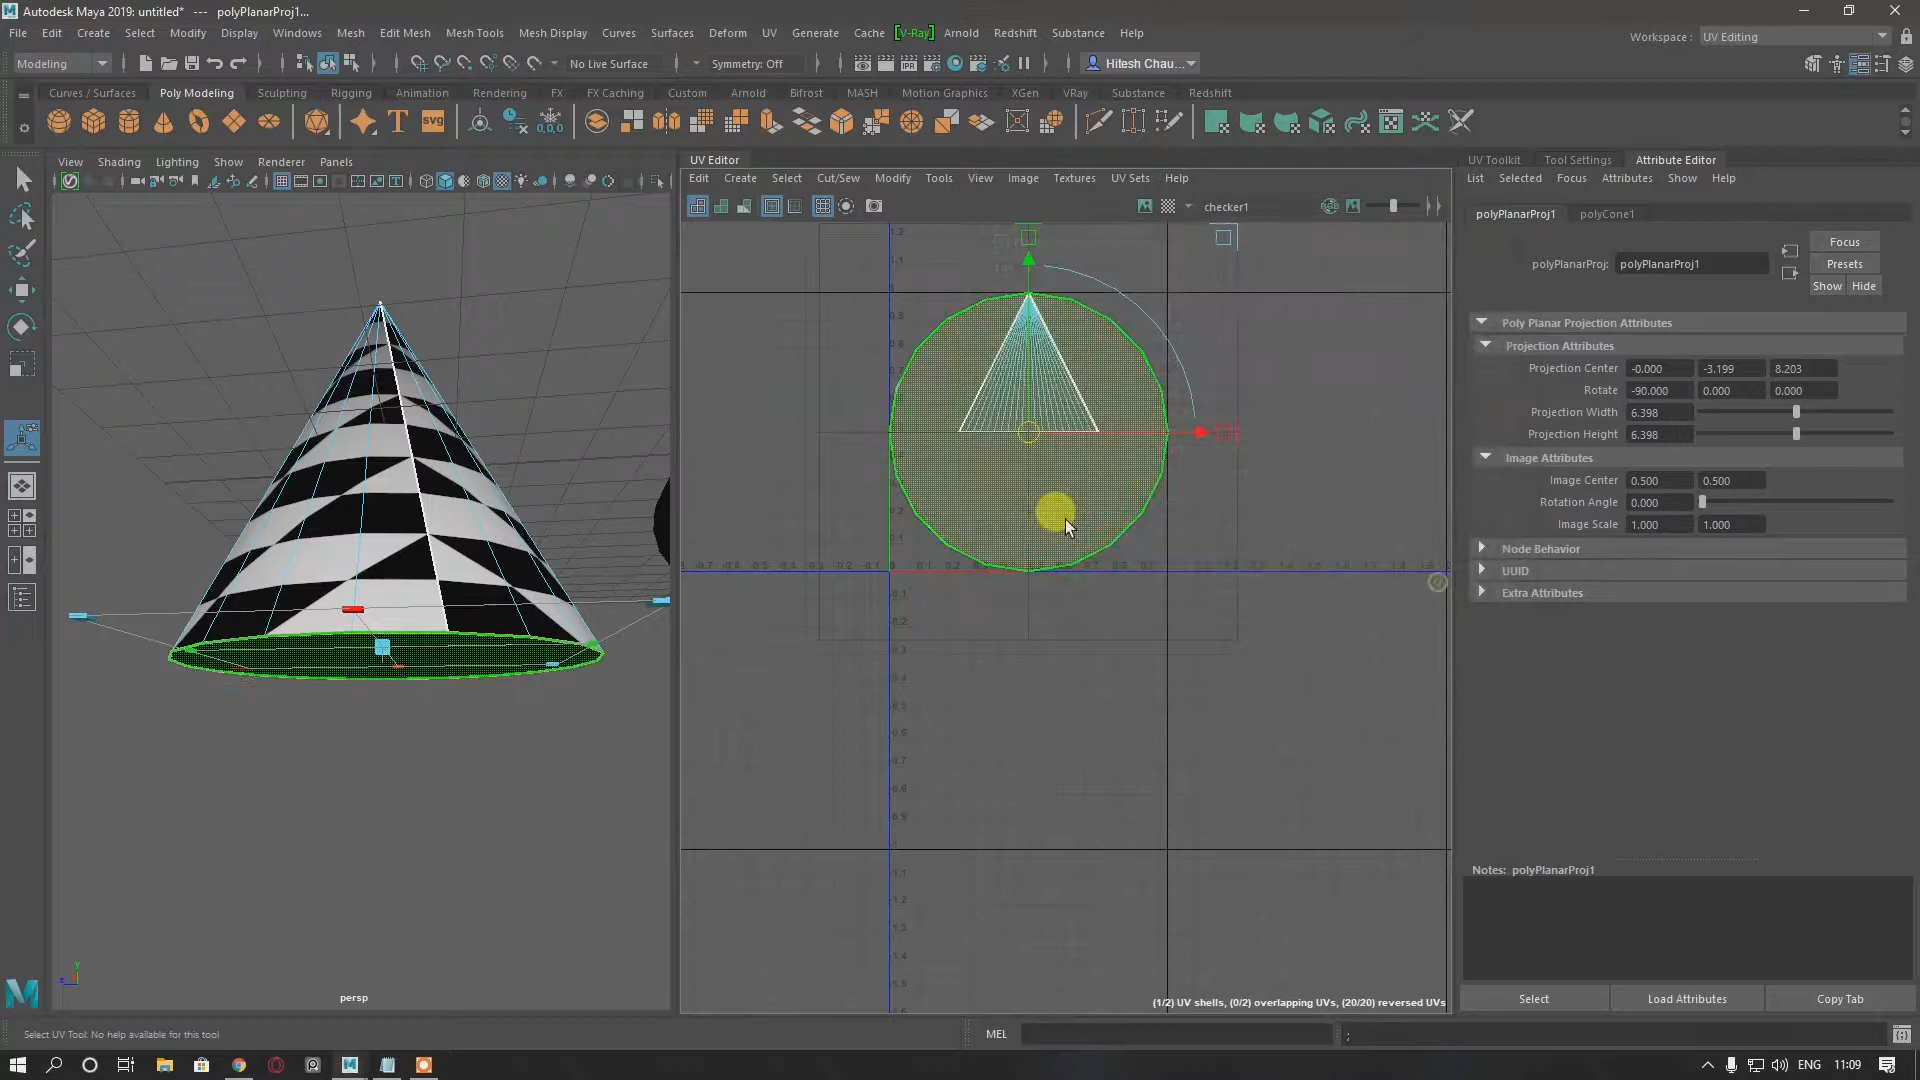 Autodesk Maya 2019: untitled* --- polyPlanarProj1...
File Edit Create Select Modify Display Windows Mesh Edit Mesh Mesh Tools Mesh Display Curves Surfaces Deform UV Generate Cache [V-Ray] Arnold Redshift Substance Help
Workspace : UV Editing
Modeling No Live Surface Symmetry: Off Hitesh Chau...
Curves / Surfaces Poly Modeling Sculpting Rigging Animation Rendering FX FX Caching Custom Arnold Bifrost MASH Motion Graphics XGen VRay Substance Redshift
T svg 0,0,0
View Shading Lighting Show Renderer Panels
UV Editor
UV Toolkit Tool Settings Attribute Editor
Edit Create Select Cut/Sew Modify Tools View Image Textures UV Sets Help
List Selected Focus Attributes Show Help
checker1
polyPlanarProj1 polyCone1
Focus
polyPlanarProj: polyPlanarProj1
Presets
Show Hide
Poly Planar Projection Attributes
Projection Attributes
Projection Center -0.000 -3.199 8.203
Rotate -90.000 0.000 0.000
Projection Width 6.398
Projection Height 6.398
Image Attributes
Image Center 0.500 0.500
Rotation Angle 0.000
Image Scale 1.000 1.000
Node Behavior
UUID
Extra Attributes
Notes: polyPlanarProj1
persp
(1/2) UV shells, (0/2) overlapping UVs, (20/20) reversed UVs
Select Load Attributes Copy Tab
Select UV Tool: No help available for this tool
MEL
;
ENG 11:09